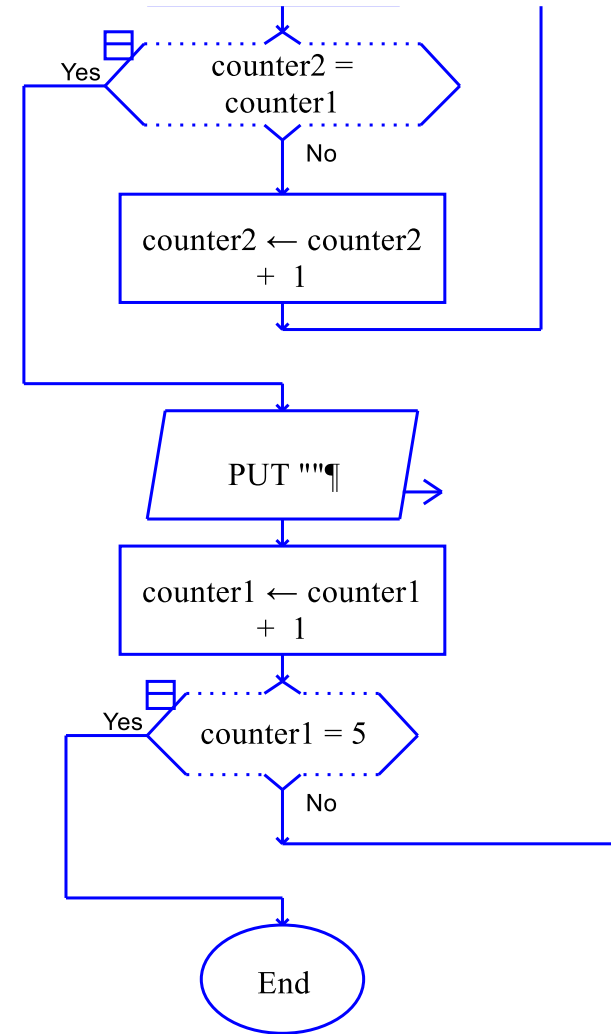 counter2 =
counter1
Yes
No
counter2 ← counter2
+ 1
PUT ""¶
counter1 ← counter1
+ 1
Yes
counter1 = 5
No
End